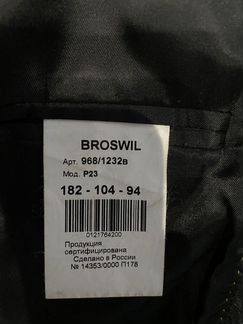 BROSWIL
Арт. 968/1232в
Мод. Р23
182 - 104 - 94
0121764200
Продукция
сертифицирована
Сделано в России
№ 14353/0000 П178